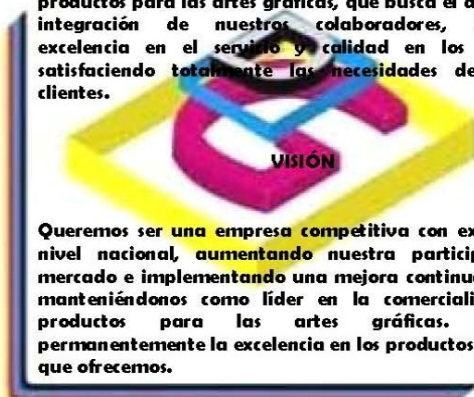 productos para las artes gráficas, que busca el
integración de nuestros colaboradores,
excelencia en el servicio y calidad en los
satisfaciendo totalmente las necesidades de
clientes.
VISIÓN
Queremos ser una empresa competitiva con
nivel nacional, aumentando nuestra
mercado e implementando una mejora
manteniéndonos como líder en la
productos para las artes gráficas.
permanentemente la excelencia en los productos
que ofrecemos.